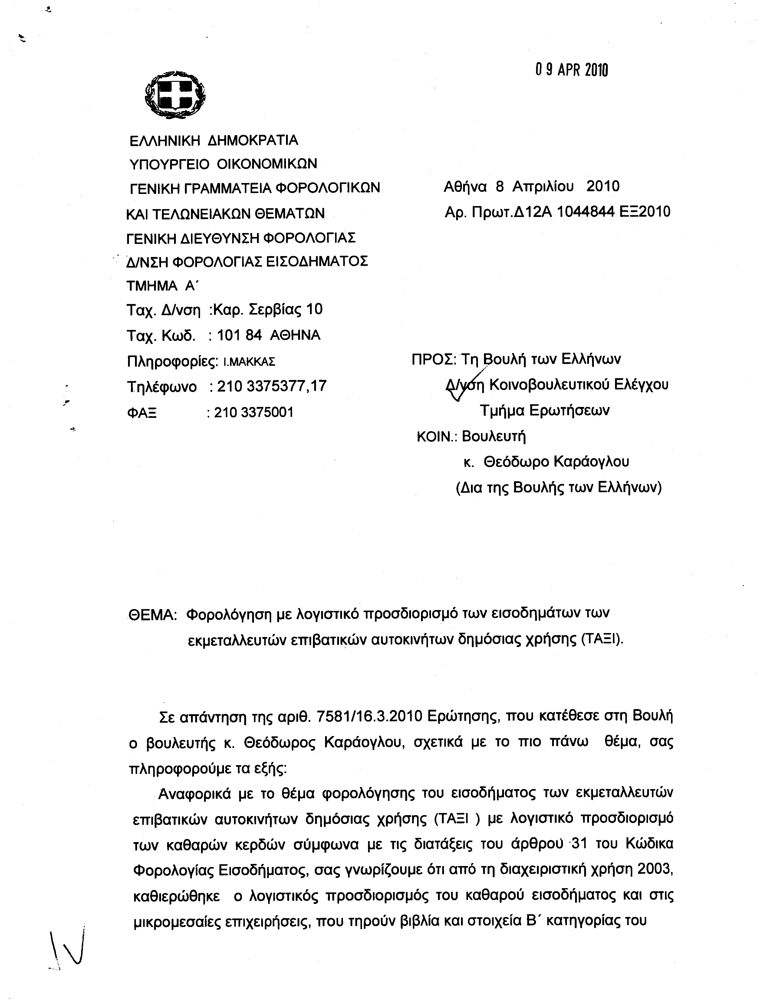 09 APR 2010
ΕΛΛΗΝΙΚΗ ΔΗΜΟΚΡΑΤΙΑ
ΥΠΟΥΡΓΕΙΟ ΟΙΚΟΝΟΜΙΚΩΝ
ΓΕΝΙΚΗ ΓΡΑΜΜΑΤΕΙΑ ΦΟΡΟΛΟΓΙΚΩΝ
ΚΑΙ ΤΕΛΩΝΕΙΑΚΩΝ ΘΕΜΑΤΩΝ
ΓΕΝΙΚΗ ΔΙΕΥΘΥΝΣΗ ΦΟΡΟΛΟΓΙΑΣ
Δ/ΝΣΗ ΦΟΡΟΛΟΓΙΑΣ ΕΙΣΟΔΗΜΑΤΟΣ
ΤΜΗΜΑ Α΄
Ταχ. Δ/νση :Καρ. Σερβίας 10
Ταχ. Κωδ. : 101 84 ΑΘΗΝΑ
Πληροφορίες: Ι.ΜΑΚΚΑΣ
Τηλέφωνο : 210 3375377,17
ΦΑΞ : 210 3375001
Αθήνα 8 Απριλίου 2010
Αρ. Πρωτ.Δ12Α 1044844 ΕΞ2010
ΠΡΟΣ: Τη Βουλή των Ελλήνων
Δ/νση Κοινοβουλευτικού Ελέγχου
Τμήμα Ερωτήσεων
ΚΟΙΝ.: Βουλευτή
κ. Θεόδωρο Καράογλου
(Δια της Βουλής των Ελλήνων)
ΘΕΜΑ: Φορολόγηση με λογιστικό προσδιορισμό των εισοδημάτων των
εκμεταλλευτών επιβατικών αυτοκινήτων δημόσιας χρήσης (ΤΑΞΙ).
Σε απάντηση της αριθ. 7581/16.3.2010 Ερώτησης, που κατέθεσε στη Βουλή
ο βουλευτής κ. Θεόδωρος Καράογλου, σχετικά με το πιο πάνω θέμα, σας
πληροφορούμε τα εξής:
Αναφορικά με το θέμα φορολόγησης του εισοδήματος των εκμεταλλευτών
επιβατικών αυτοκινήτων δημόσιας χρήσης (ΤΑΞΙ ) με λογιστικό προσδιορισμό
των καθαρών κερδών σύμφωνα με τις διατάξεις του άρθρου 31 του Κώδικα
Φορολογίας Εισοδήματος, σας γνωρίζουμε ότι από τη διαχειριστική χρήση 2003,
καθιερώθηκε ο λογιστικός προσδιορισμός του καθαρού εισοδήματος και στις
μικρομεσαίες επιχειρήσεις, που τηρούν βιβλία και στοιχεία Β΄ κατηγορίας του